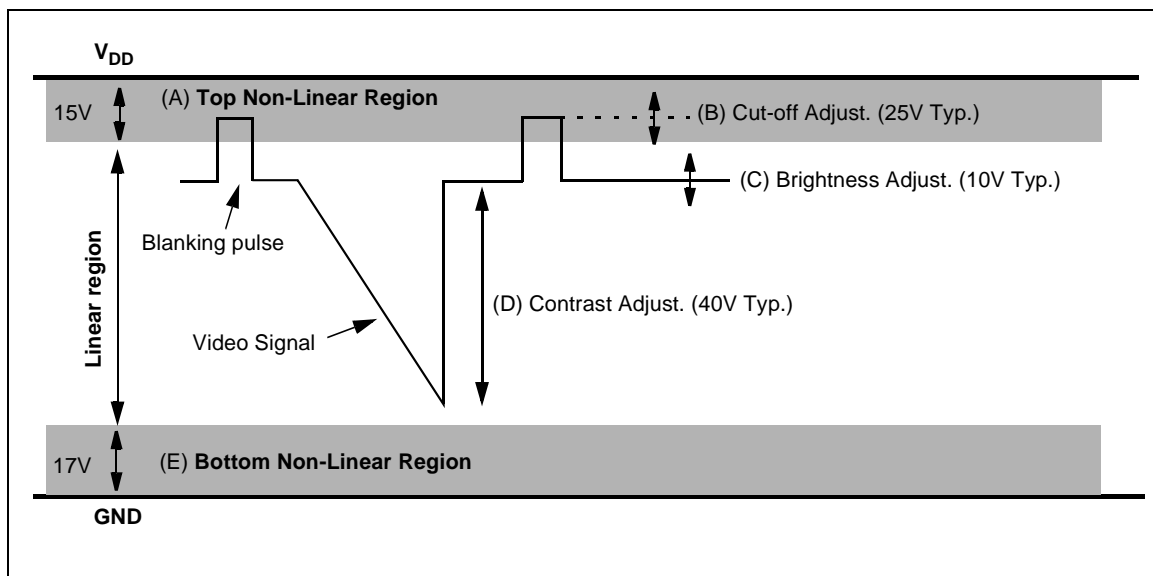 VDD
15V
(A) Top Non-Linear Region
(B) Cut-off Adjust. (25V Typ.)
(C) Brightness Adjust. (10V Typ.)
Blanking pulse
Linear region
(D) Contrast Adjust. (40V Typ.)
Video Signal
17V
(E) Bottom Non-Linear Region
GND